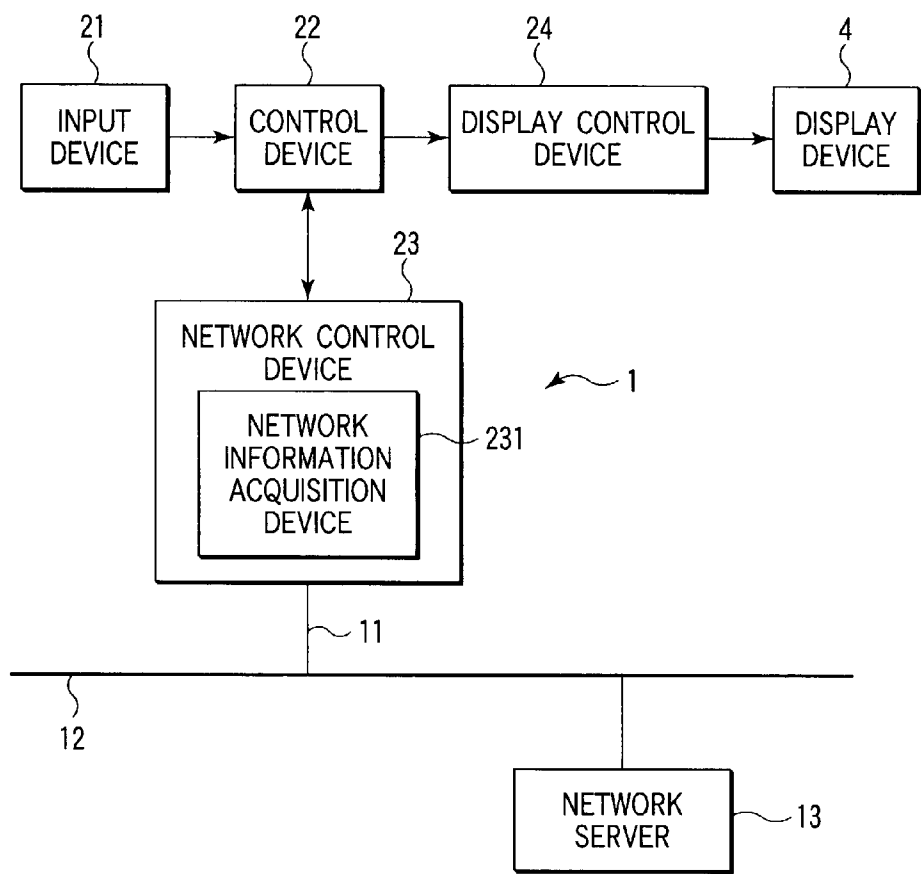 21
22
24
4
INPUT
DEVICE
CONTROL
DEVICE
DISPLAY CONTROL
DEVICE
DISPLAY
DEVICE
23
NETWORK CONTROL
DEVICE
1
NETWORK
INFORMATION
ACQUISITION
DEVICE
231
11
12
NETWORK
SERVER
13